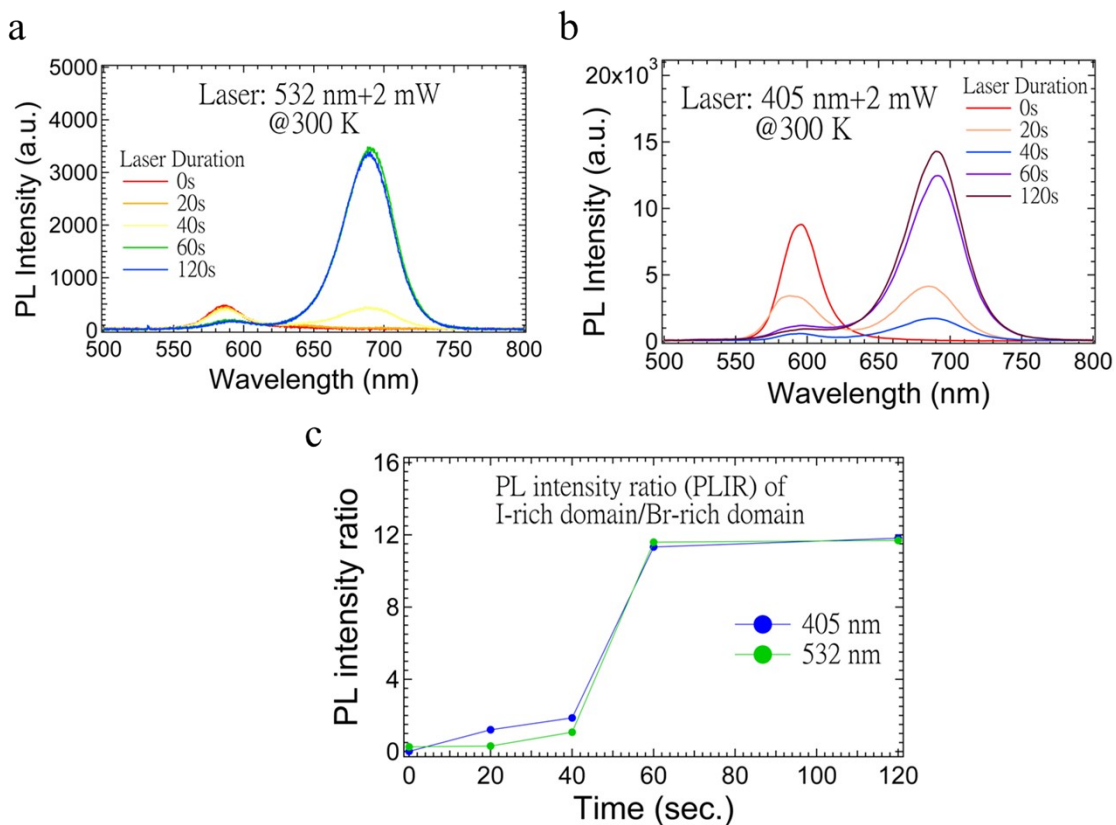 a
5000
4000
3000
2000
1000
0
PL Intensity (a.u.)
Laser: 532 nm+2 mW
@300 K
Laser Duration
0s
20s
40s
60s
120s
500 550 600 650 700 750 800
Wavelength (nm)
b
20×10³
15
10
5
0
PL Intensity (a.u.)
Laser: 405 nm+2 mW
@300 K
Laser Duration
0s
20s
40s
60s
120s
500 550 600 650 700 750 800
Wavelength (nm)
c
16
12
8
4
0
PL intensity ratio
PL intensity ratio (PLIR) of
I-rich domain/Br-rich domain
405 nm
532 nm
0 20 40 60 80 100 120
Time (sec.)